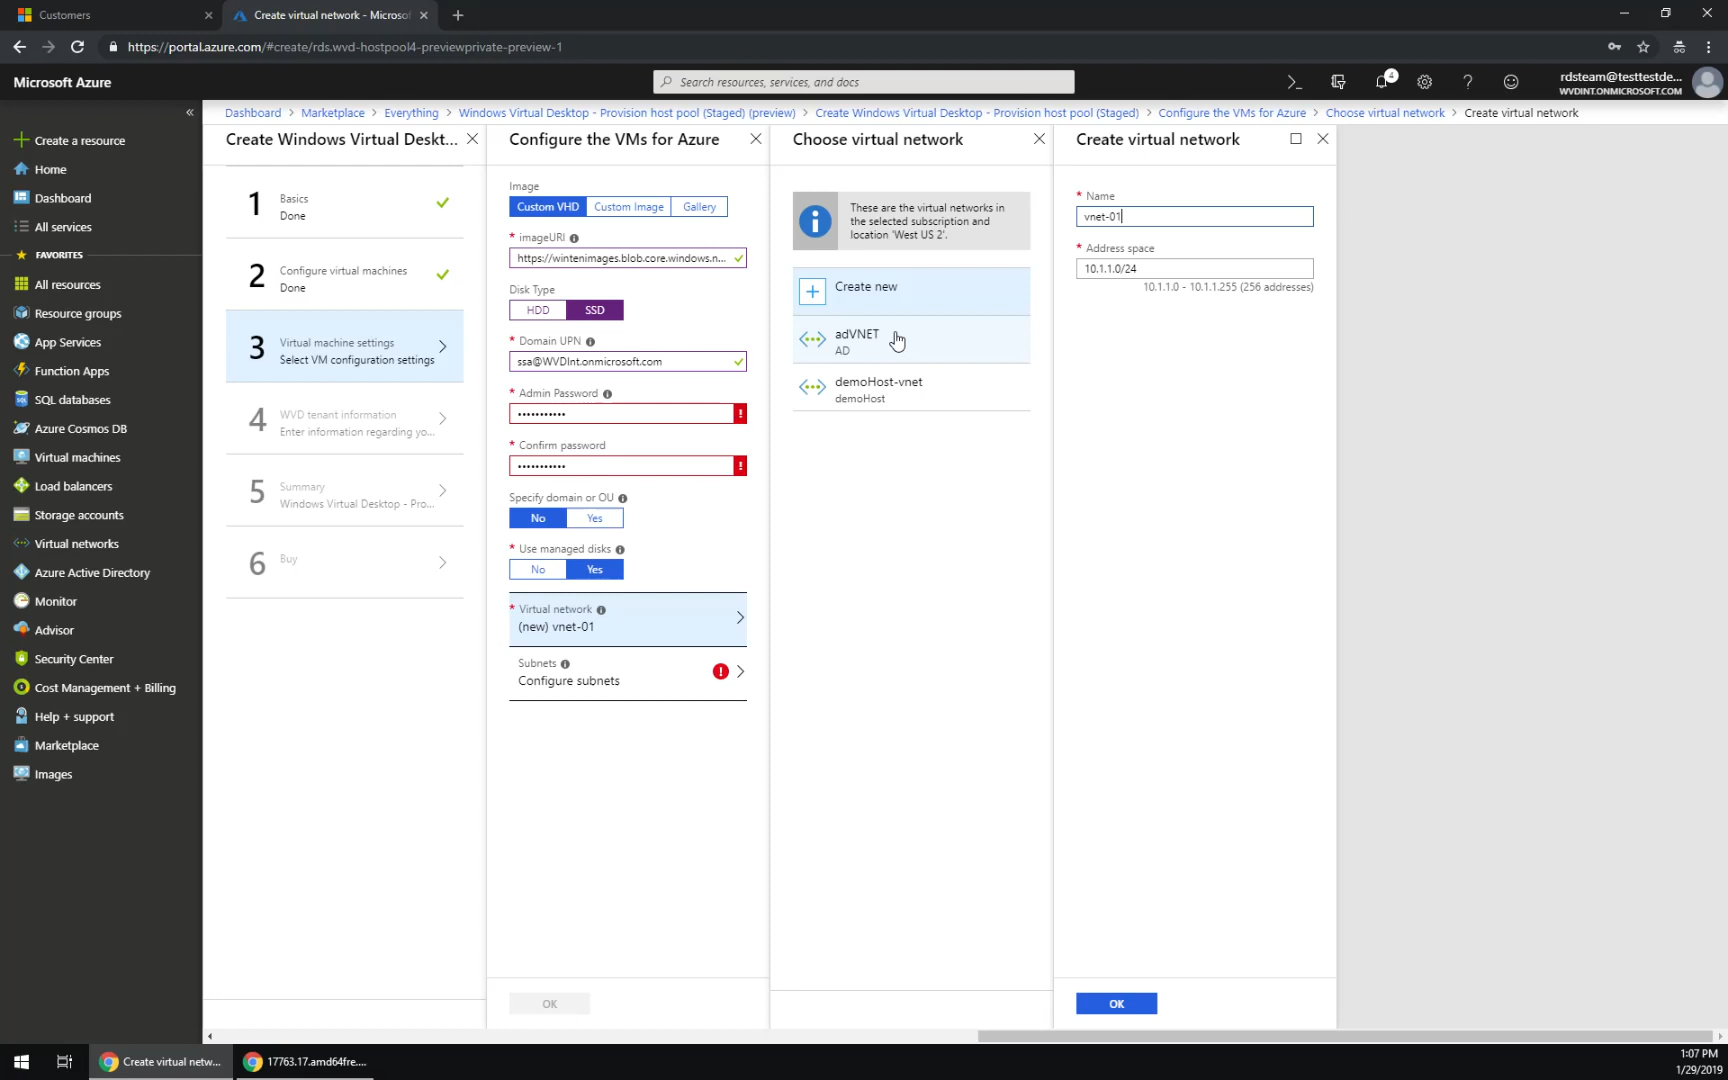 Customers
Create virtual network - Microsof
https://portal.azure.com/#create/rds.wvd-hostpool4-previewprivate-preview-1
Microsoft Azure
Search resources, services, and docs
4
rdsteam@testtestde...
WVDINT.ONMICROSOFT.COM
Create a resource
Home
Dashboard
All services
FAVORITES
All resources
Resource groups
App Services
Function Apps
SQL databases
Azure Cosmos DB
Virtual machines
Load balancers
Storage accounts
Virtual networks
Azure Active Directory
Monitor
Advisor
Security Center
Cost Management + Billing
Help + support
Marketplace
Images
Dashboard > Marketplace > Everything > Windows Virtual Desktop - Provision host pool (Staged) (preview) > Create Windows Virtual Desktop - Provision host pool (Staged) > Configure the VMs for Azure > Choose virtual network > Create virtual network
Create Windows Virtual Deskt...
1
Basics
Done
2
Configure virtual machines
Done
3
Virtual machine settings
Select VM configuration settings
4
WVD tenant information
Enter information regarding yo...
5
Summary
Windows Virtual Desktop - Pro...
6
Buy
Configure the VMs for Azure
Image
Custom VHD Custom Image Gallery
* imageURI
https://wintenimages.blob.core.windows.n...
Disk Type
HDD SSD
* Domain UPN
ssa@WVDInt.onmicrosoft.com
* Admin Password
•••••••••••
* Confirm password
•••••••••••
Specify domain or OU
No Yes
* Use managed disks
No Yes
* Virtual network
(new) vnet-01
Subnets
Configure subnets
OK
Choose virtual network
These are the virtual networks in
the selected subscription and
location 'West US 2'.
Create new
adVNET
AD
demoHost-vnet
demoHost
Create virtual network
* Name
vnet-01
* Address space
10.1.1.0/24
10.1.1.0 - 10.1.1.255 (256 addresses)
OK
Create virtual netw...
17763.17.amd64fre....
1:07 PM
1/29/2019